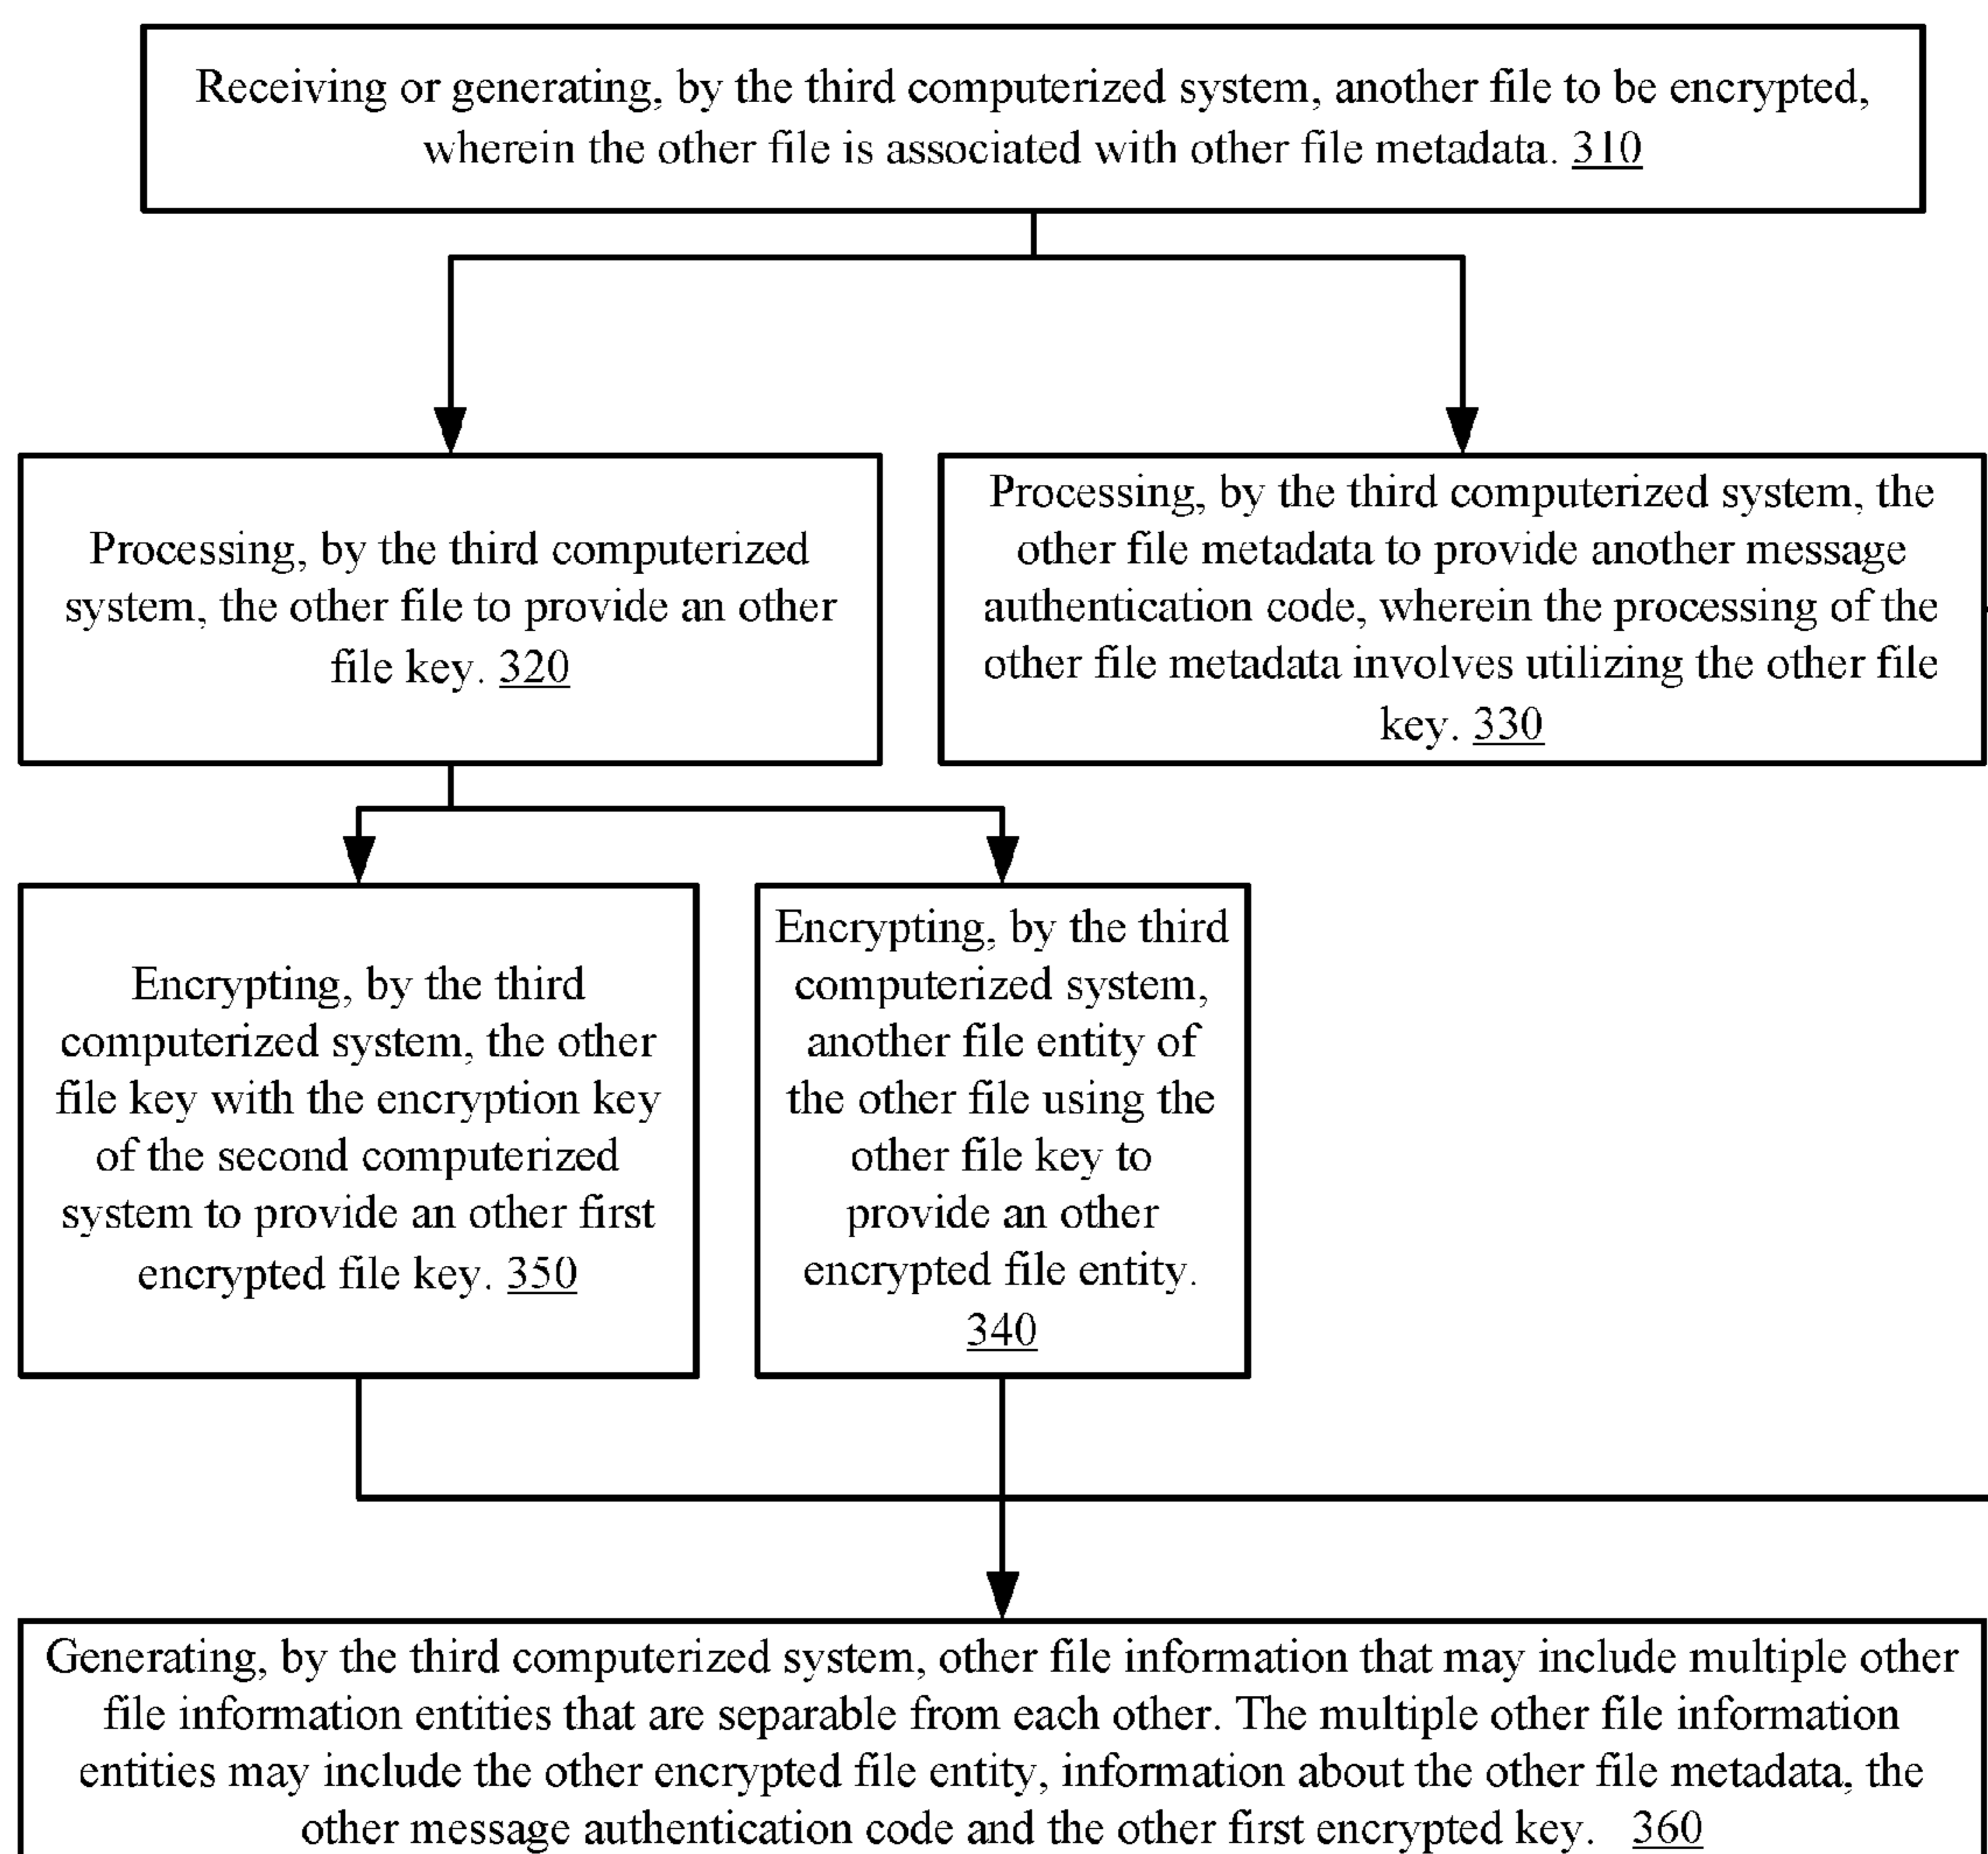 Receiving or generating, by the third computerized system, another file to be encrypted,
wherein the other file is associated with other file metadata. 310
Processing, by the third computerized
system, the other file to provide an other
file key. 320
Processing, by the third computerized system, the
other file metadata to provide another message
authentication code, wherein the processing of the
other file metadata involves utilizing the other file
key. 330
Encrypting, by the third
computerized system, the other
file key with the encryption key
of the second computerized
system to provide an other first
encrypted file key. 350
Encrypting, by the third
computerized system,
another file entity of
the other file using the
other file key to
provide an other
encrypted file entity.
340
Generating, by the third computerized system, other file information that may include multiple other
file information entities that are separable from each other. The multiple other file information
entities may include the other encrypted file entity, information about the other file metadata, the
other message authentication code and the other first encrypted key. 360